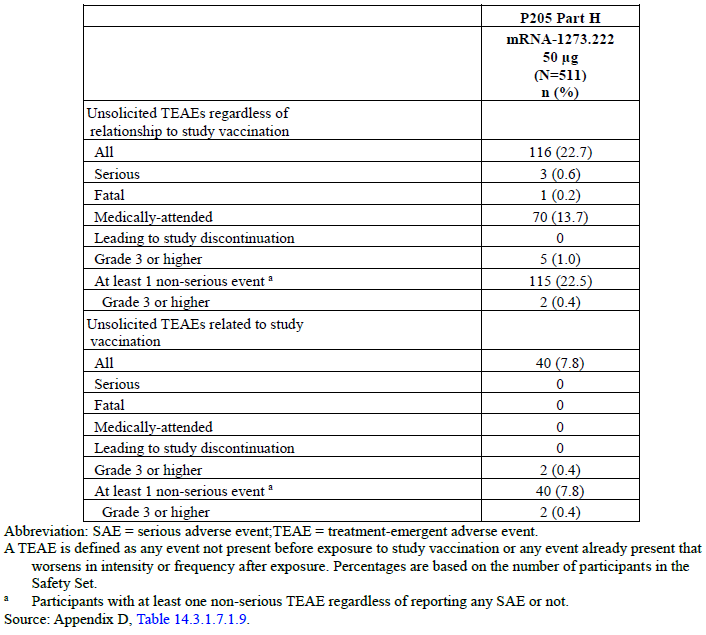 P205 Part H
mRNA-1273.222
50 µg
(N=511)
n (%)
Unsolicited TEAEs regardless of
relationship to study vaccination
All 116 (22.7)
Serious 3 (0.6)
Fatal 1 (0.2)
Medically-attended 70 (13.7)
Leading to study discontinuation 0
Grade 3 or higher 5 (1.0)
At least 1 non-serious event a 115 (22.5)
Grade 3 or higher 2 (0.4)
Unsolicited TEAEs related to study
vaccination
All 40 (7.8)
Serious 0
Fatal 0
Medically-attended 0
Leading to study discontinuation 0
Grade 3 or higher 2 (0.4)
At least 1 non-serious event a 40 (7.8)
Grade 3 or higher 2 (0.4)
Abbreviation: SAE = serious adverse event;TEAE = treatment-emergent adverse event.
A TEAE is defined as any event not present before exposure to study vaccination or any event already present that
worsens in intensity or frequency after exposure. Percentages are based on the number of participants in the
Safety Set.
a Participants with at least one non-serious TEAE regardless of reporting any SAE or not.
Source: Appendix D, Table 14.3.1.7.1.9.